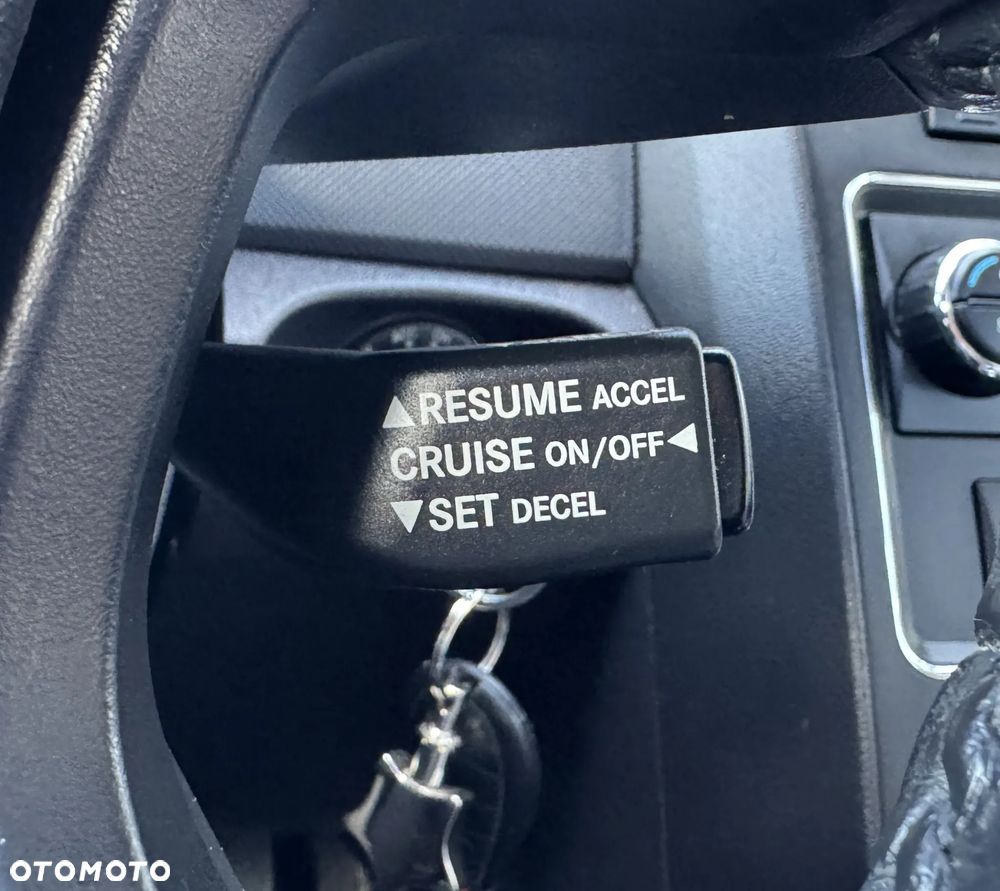 ▲RESUME ACCEL
CRUISE ON/OFF◀
▼SET DECEL
OTOMOTO